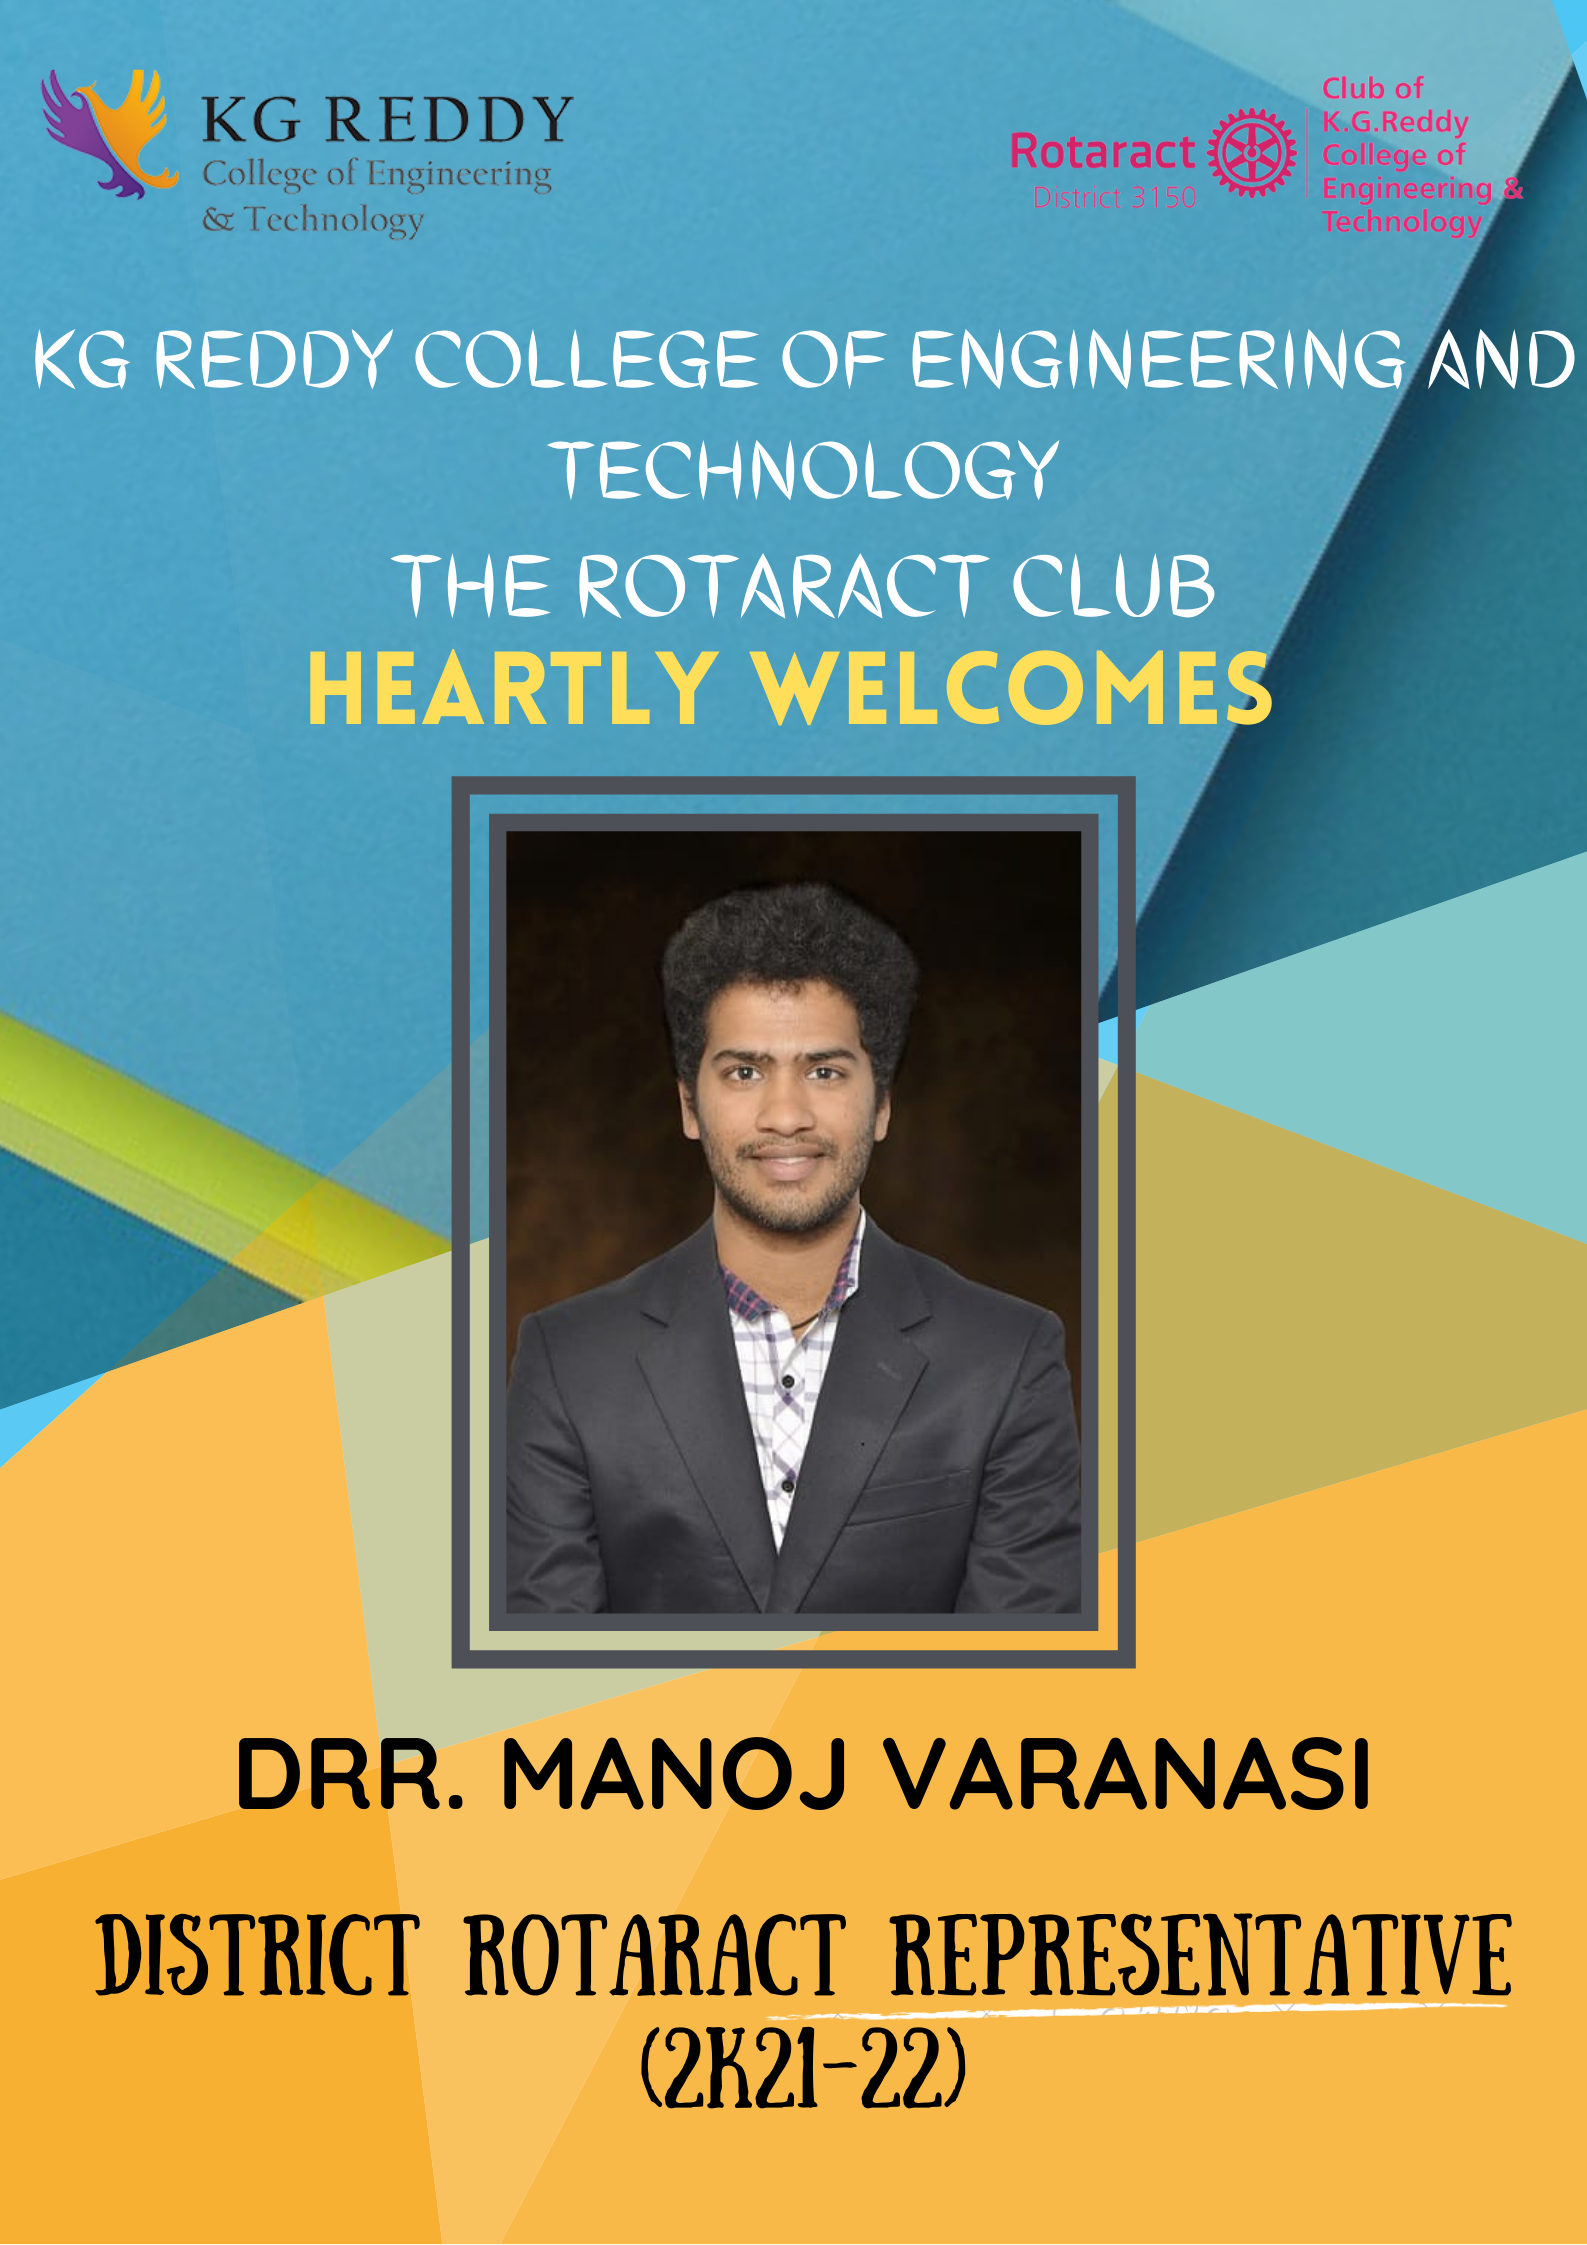 KG REDDY
College of Engineering
& Technology
Rotaract
District 3150
Club of
K.G.Reddy
College of
Engineering &
Technology
KG REDDY COLLEGE OF ENGINEERING AND
TECHNOLOGY
THE ROTARACT CLUB
HEARTLY WELCOMES
DRR. MANOJ VARANASI
DISTRICT ROTARACT REPRESENTATIVE
(2K21-22)